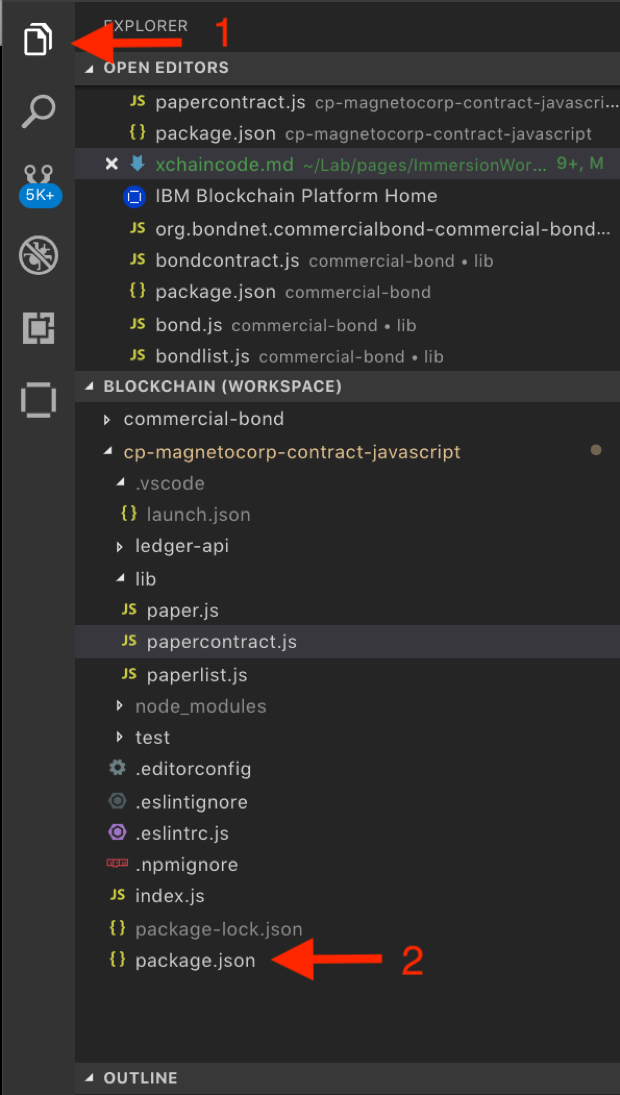 EXPLORER
1
OPEN EDITORS
JS papercontract.js cp-magnetocorp-contract-javascri...
{} package.json cp-magnetocorp-contract-javascript
xchaincode.md ~/Lab/pages/ImmersionWor... 9+, M
5K+
IBM Blockchain Platform Home
JS org.bondnet.commercialbond-commercial-bond...
JS bondcontract.js commercial-bond • lib
{} package.json commercial-bond
JS bond.js commercial-bond • lib
JS bondlist.js commercial-bond • lib
BLOCKCHAIN (WORKSPACE)
commercial-bond
cp-magnetocorp-contract-javascript
.vscode
{} launch.json
ledger-api
lib
JS paper.js
JS papercontract.js
JS paperlist.js
node_modules
test
.editorconfig
.eslintignore
.eslintrc.js
npm .npmignore
JS index.js
{} package-lock.json
{} package.json 2
OUTLINE